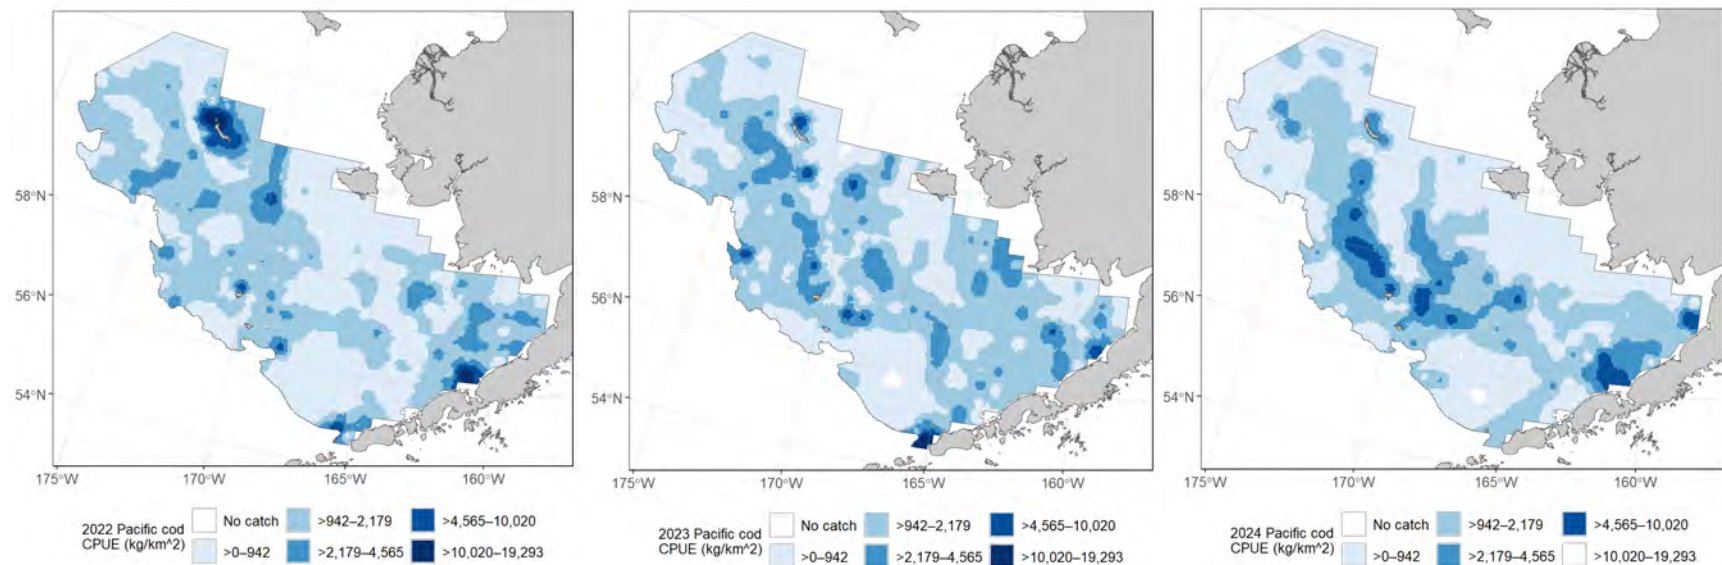 58°N
56°N
54°N
175°W 170°W 165°W 160°W
2022 Pacific cod
CPUE (kg/km^2)
No catch >942–2,179 >4,565–10,020
>0–942 >2,179–4,565 >10,020–19,293
58°N
56°N
54°N
175°W 170°W 165°W 160°W
2023 Pacific cod
CPUE (kg/km^2)
No catch >942–2,179 >4,565–10,020
>0–942 >2,179–4,565 >10,020–19,293
58°N
56°N
54°N
175°W 170°W 165°W 160°W
2024 Pacific cod
CPUE (kg/km^2)
No catch >942–2,179 >4,565–10,020
>0–942 >2,179–4,565 >10,020–19,293